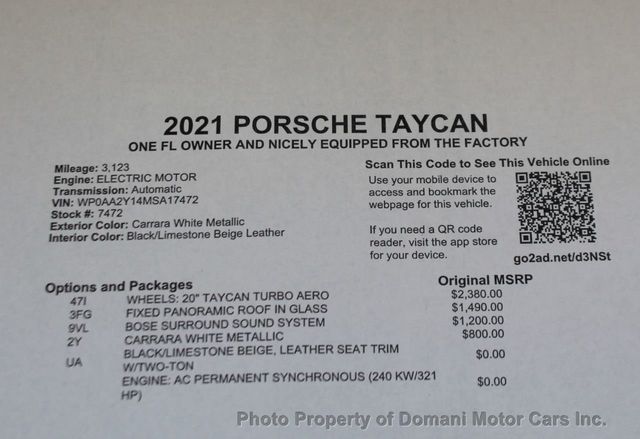 2021 PORSCHE TAYCAN
ONE FL OWNER AND NICELY EQUIPPED FROM THE FACTORY
Mileage: 3,123
Engine: ELECTRIC MOTOR
Transmission: Automatic
VIN: WP0AA2Y14MSA17472
Stock #: 7472
Exterior Color: Carrara White Metallic
Interior Color: Black/Limestone Beige Leather
Scan This Code to See This Vehicle Online
Use your mobile device to
access and bookmark the
webpage for this vehicle.
If you need a QR code
reader, visit the app store
for your device.
go2ad.net/d3NSt
Options and Packages Original MSRP
47I WHEELS: 20" TAYCAN TURBO AERO $2,380.00
3FG FIXED PANORAMIC ROOF IN GLASS $1,490.00
9VL BOSE SURROUND SOUND SYSTEM $1,200.00
2Y CARRARA WHITE METALLIC $800.00
UA BLACK/LIMESTONE BEIGE, LEATHER SEAT TRIM $0.00
W/TWO-TON
ENGINE: AC PERMANENT SYNCHRONOUS (240 KW/321 $0.00
HP)
Photo Property of Domani Motor Cars Inc.